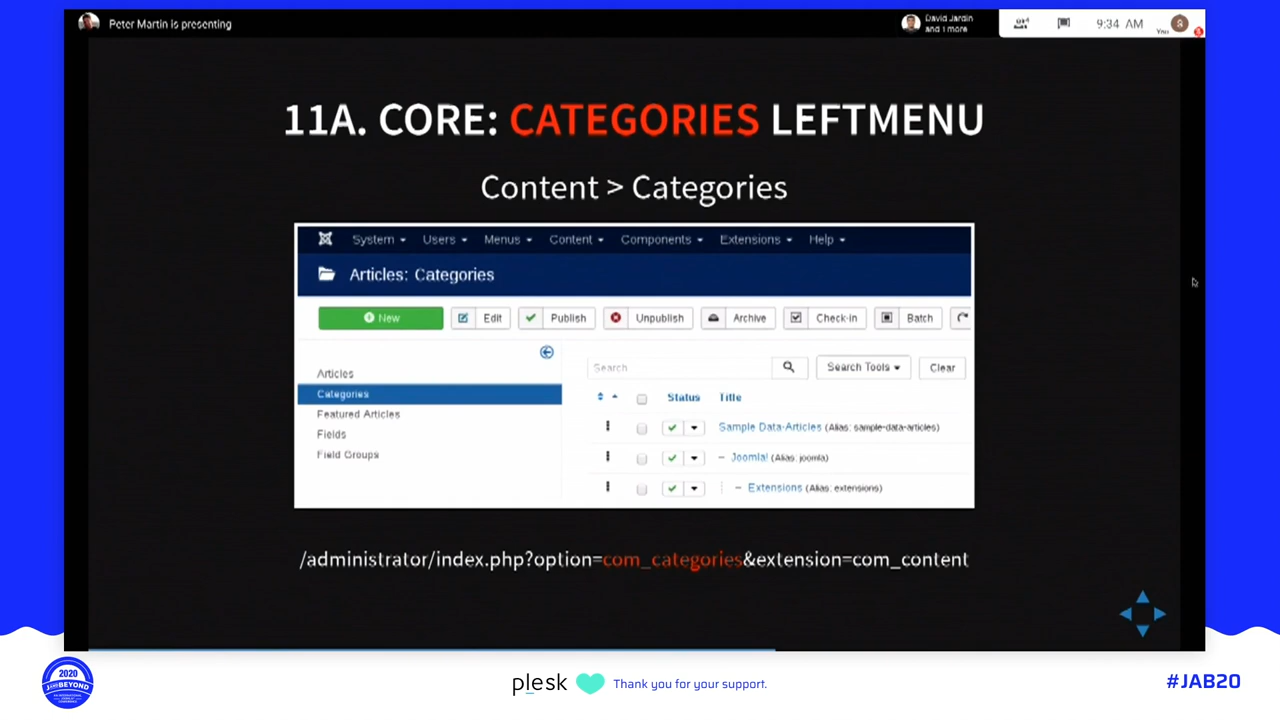 Peter Martin is presenting
David Jardin
and 1 more
9:34 AM
You
S
11A. CORE: CATEGORIES LEFTMENU
Content > Categories
System Users Menus Content Components Extensions Help
Articles: Categories
New Edit Publish Unpublish Archive Check-in Batch
Search Search Tools Clear
Articles
Categories
Featured Articles
Fields
Field Groups
Status Title
Sample Data-Articles (Alias: sample-data-articles)
– Joomla! (Alias: joomla)
– Extensions (Alias: extensions)
/administrator/index.php?option=com_categories&extension=com_content
2020
JANDBEYOND
plesk
Thank you for your support.
#JAB20